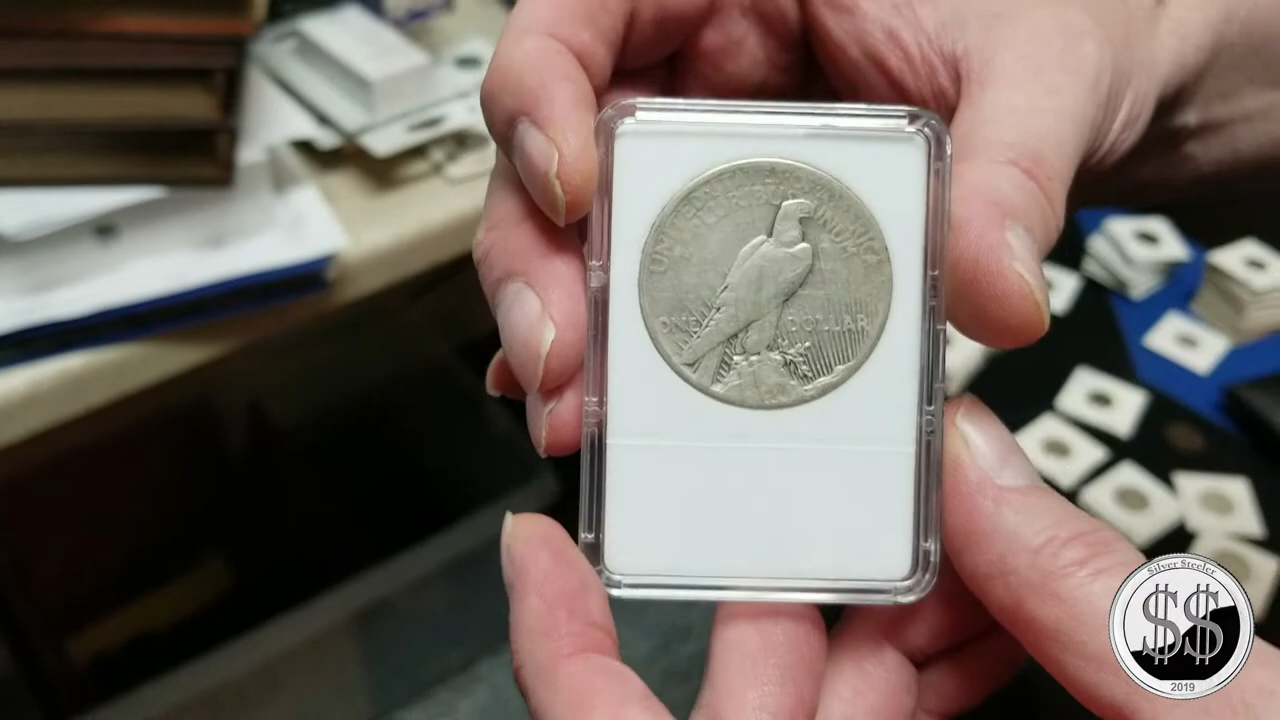 UNITED STATES OF AMERICA
E PLURIBUS UNUM
ONE DOLLAR
Silver Steeler
$$
2019